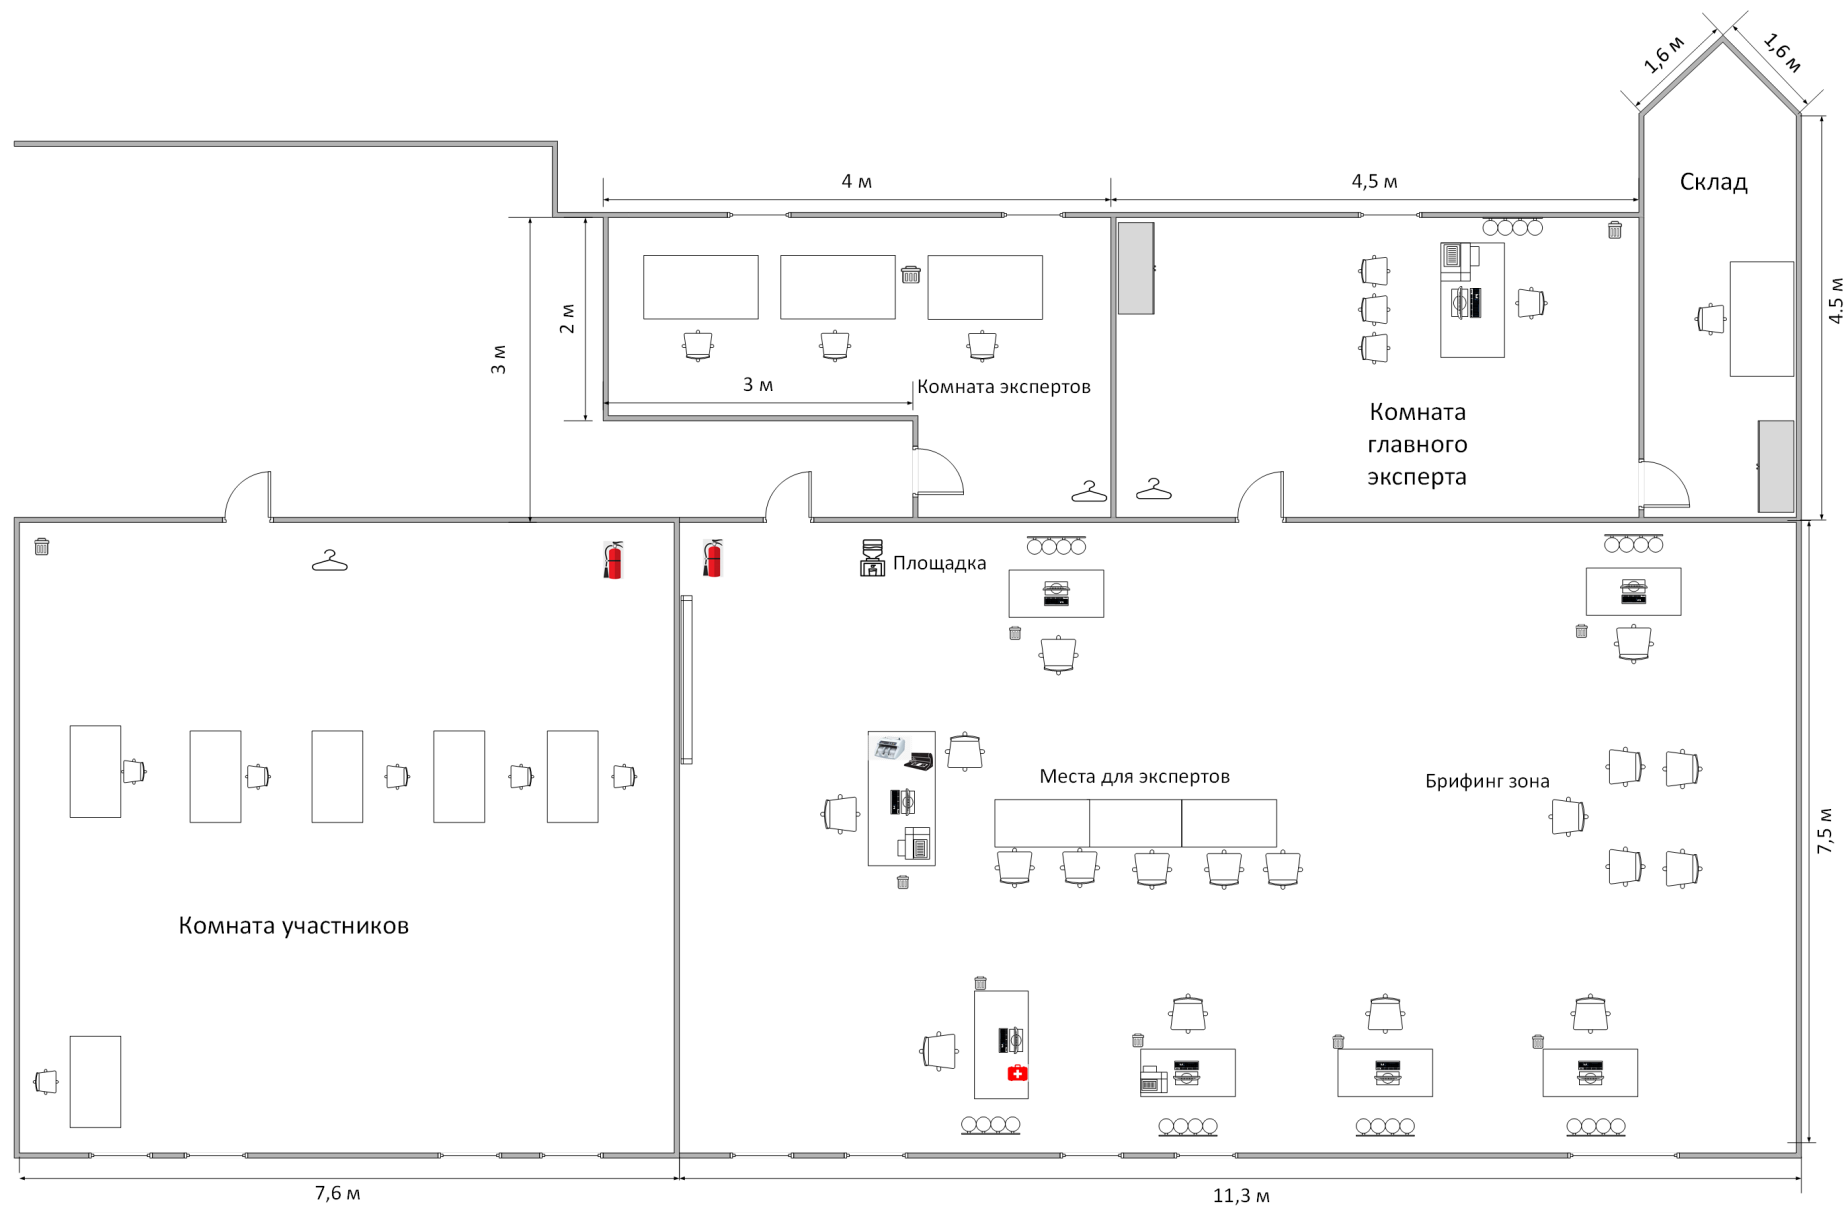 1,6 м
1,6 м
Склад
4 м
4,5 м
4.5 м
2 м
3 м
3 м
Комната экспертов
Комната
главного
эксперта
Площадка
Места для экспертов
Брифинг зона
7,5 м
Комната участников
7,6 м
11,3 м